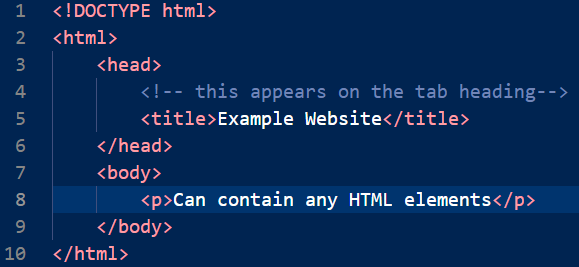 1 <!DOCTYPE html>
2 <html>
3 <head>
4 <!-- this appears on the tab heading-->
5 <title>Example Website</title>
6 </head>
7 <body>
8 <p>Can contain any HTML elements</p>
9 </body>
10 </html>